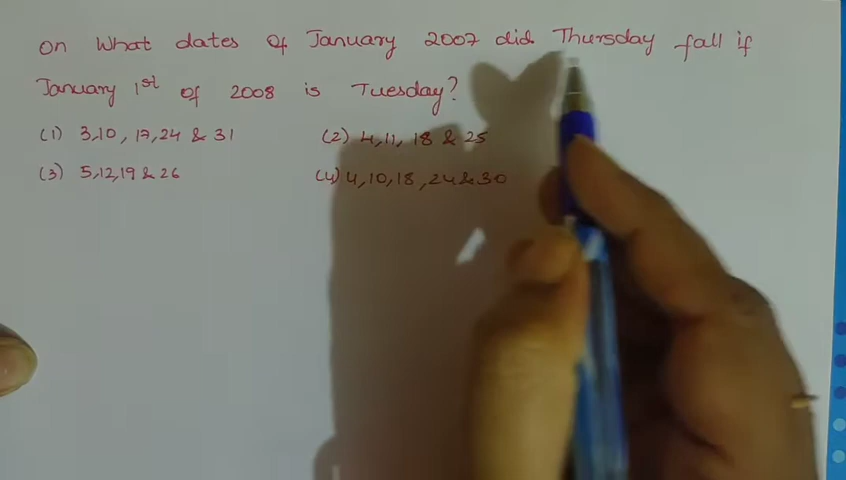 On What dates of January 2007 did Thursday fall if
January 1st of 2008 is Tuesday?
(1) 3,10, 17,24 & 31 (2) 4,11, 18 & 25
(3) 5,12,19 & 26 (4) 4,10,18,24 & 30